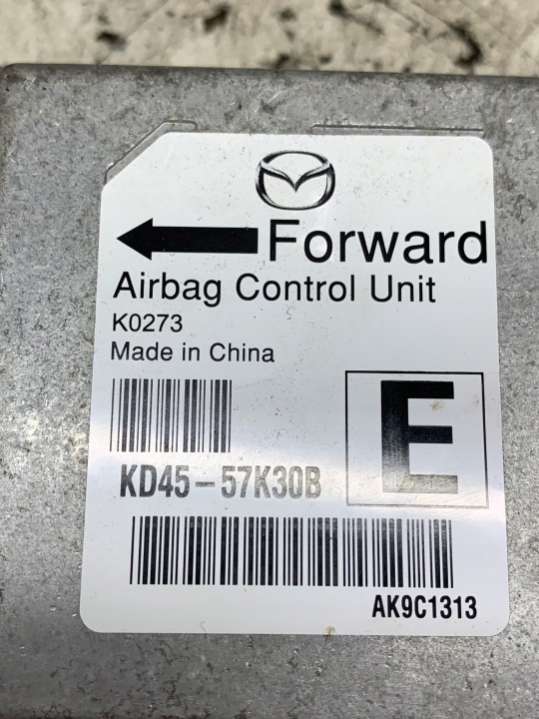 Forward
Airbag Control Unit
K0273
Made in China
E
KD45-57K30B
AK9C1313